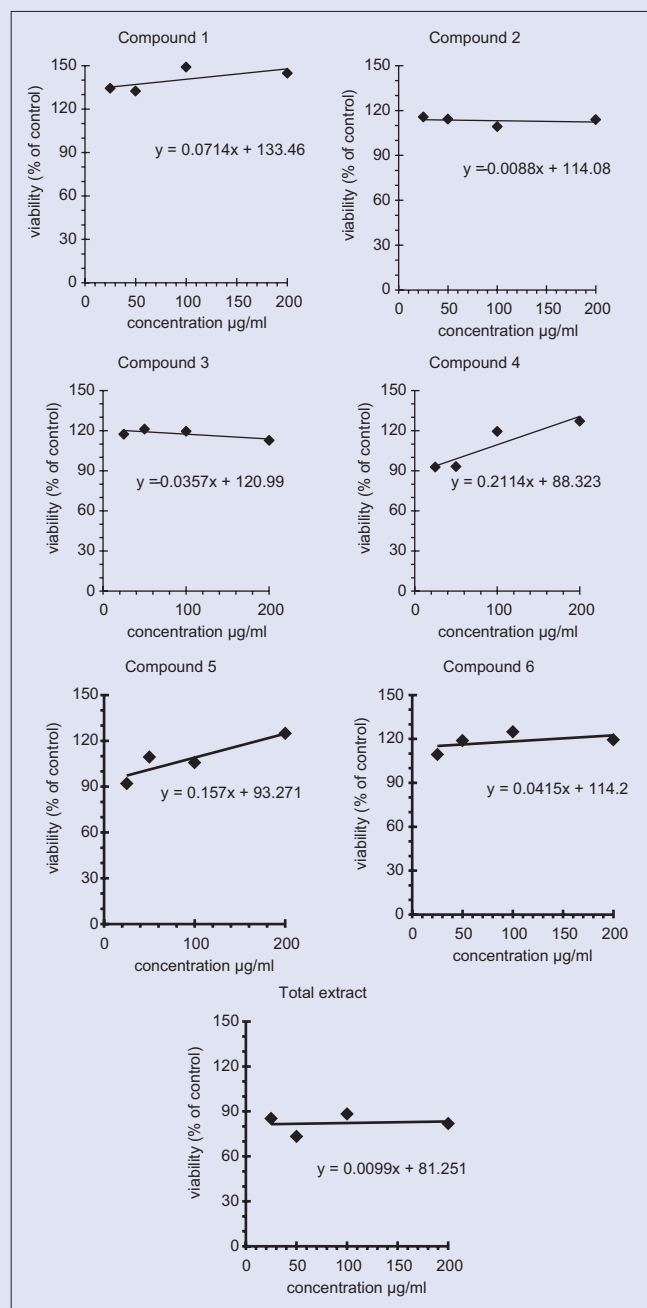 Compound 1
viability (% of control)
150
120
90
60
30
0
y = 0.0714x + 133.46
0 50 100 150 200
concentration µg/ml
Compound 2
viability (% of control)
150
120
90
60
30
0
y =-0.0088x + 114.08
0 50 100 150 200
concentration µg/ml
Compound 3
viability (% of control)
150
120
90
60
30
0
y =-0.0357x + 120.99
0 100 200
concentration µg/ml
Compound 4
viability (% of control)
150
120
90
60
30
0
y = 0.2114x + 88.323
0 50 100 150 200
concentration µg/ml
Compound 5
viability (% of control)
150
120
90
60
30
0
y = 0.157x + 93.271
0 100 200
concentration µg/ml
Compound 6
viability (% of control)
150
120
90
60
30
0
y = 0.0415x + 114.2
0 50 100 150 200
concentration µg/ml
Total extract
viability (% of control)
150
120
90
60
30
0
y = 0.0099x + 81.251
0 50 100 150 200
concentration µg/ml